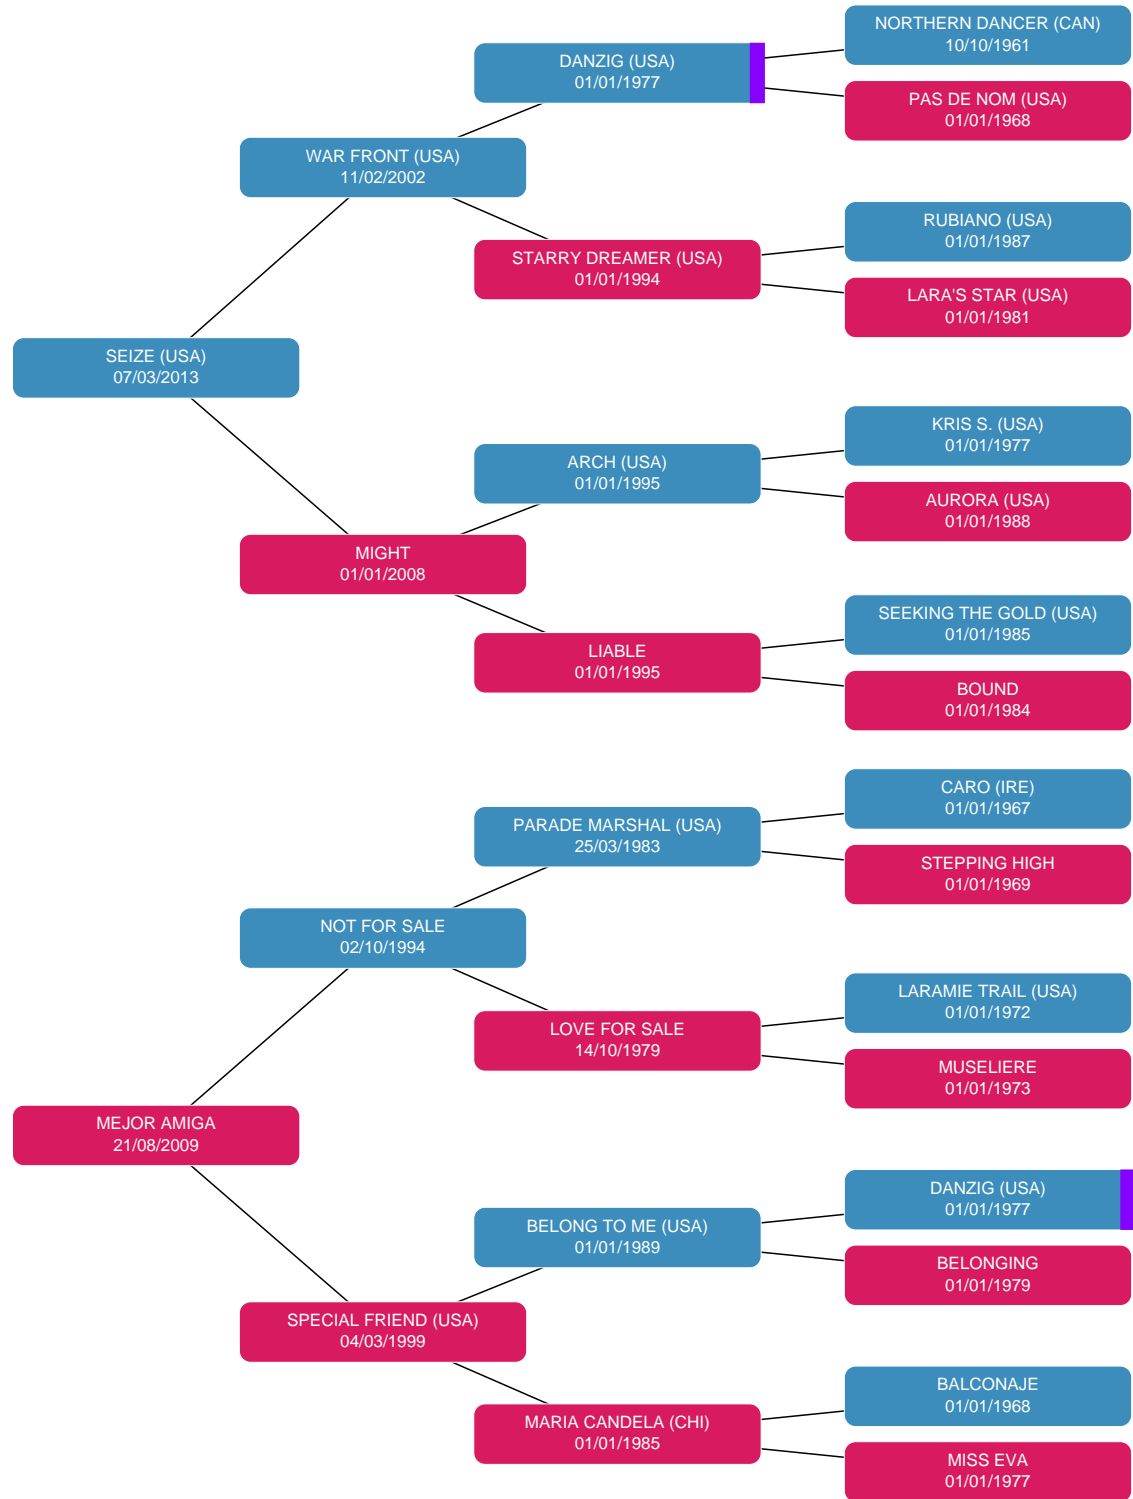 NORTHERN DANCER (CAN)
10/10/1961
DANZIG (USA)
01/01/1977
PAS DE NOM (USA)
01/01/1968
WAR FRONT (USA)
11/02/2002
RUBIANO (USA)
01/01/1987
STARRY DREAMER (USA)
01/01/1994
LARA'S STAR (USA)
01/01/1981
SEIZE (USA)
07/03/2013
KRIS S. (USA)
01/01/1977
ARCH (USA)
01/01/1995
AURORA (USA)
01/01/1988
MIGHT
01/01/2008
SEEKING THE GOLD (USA)
01/01/1985
LIABLE
01/01/1995
BOUND
01/01/1984
CARO (IRE)
01/01/1967
PARADE MARSHAL (USA)
25/03/1983
STEPPING HIGH
01/01/1969
NOT FOR SALE
02/10/1994
LARAMIE TRAIL (USA)
01/01/1972
LOVE FOR SALE
14/10/1979
MUSELIERE
01/01/1973
MEJOR AMIGA
21/08/2009
DANZIG (USA)
01/01/1977
BELONG TO ME (USA)
01/01/1989
BELONGING
01/01/1979
SPECIAL FRIEND (USA)
04/03/1999
BALCONAJE
01/01/1968
MARIA CANDELA (CHI)
01/01/1985
MISS EVA
01/01/1977